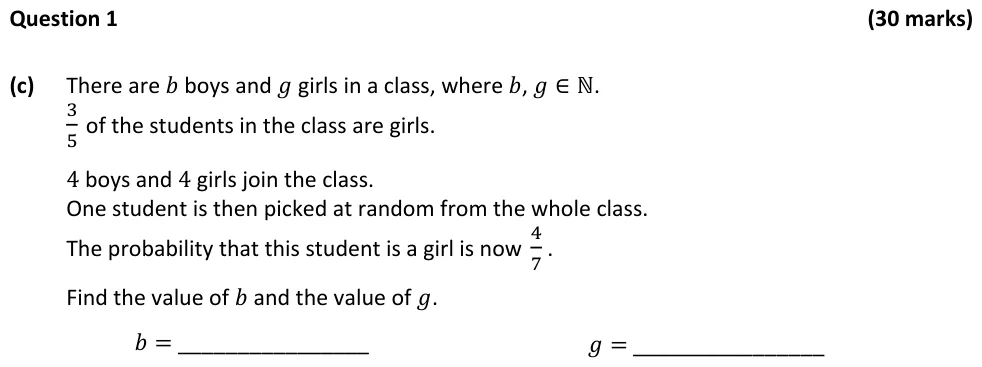 Question 1 (30 marks)
(c) There are b boys and g girls in a class, where b, g ∈ ℕ.
3/5 of the students in the class are girls.
4 boys and 4 girls join the class.
One student is then picked at random from the whole class.
The probability that this student is a girl is now 4/7.
Find the value of b and the value of g.
b = ________________ g = ________________